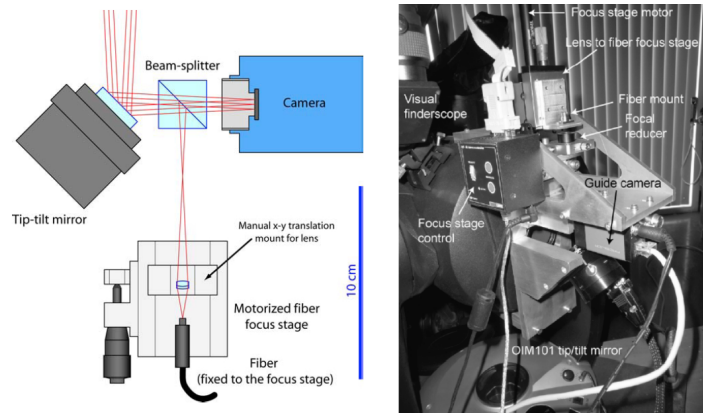 Beam-splitter
Camera
Tip-tilt mirror
Manual x-y translation
mount for lens
10 cm
Motorized fiber
focus stage
Fiber
(fixed to the focus stage)
Focus stage motor
Lens to fiber focus stage
Visual
finderscope
Fiber mount
Focal
reducer
Guide camera
Focus stage
control
OIM101 tip/tilt mirror